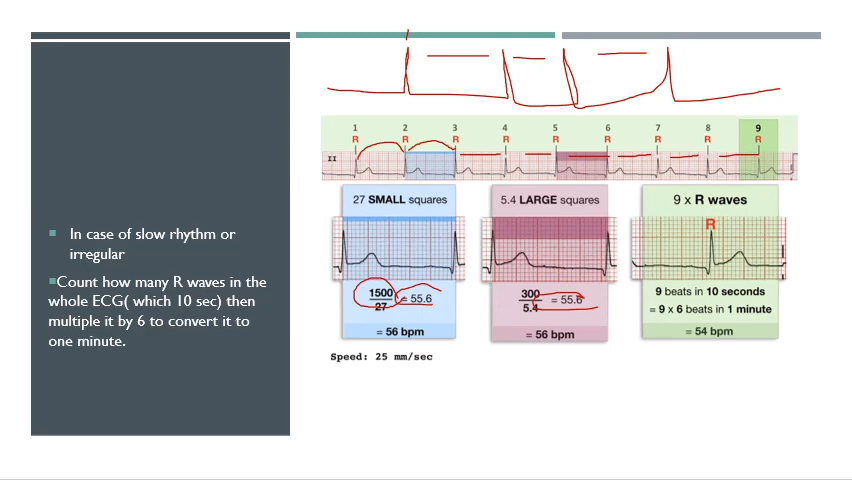 In case of slow rhythm or
irregular
Count how many R waves in the
whole ECG( which 10 sec) then
multiple it by 6 to convert it to
one minute.
1 2 3 4 5 6 7 8 9
R R R R R R R R R
II
27 SMALL squares
1500
27
= 55.6
= 56 bpm
5.4 LARGE squares
300
5.4
= 55.6
= 56 bpm
9 x R waves
R
9 beats in 10 seconds
= 9 x 6 beats in 1 minute
= 54 bpm
Speed: 25 mm/sec